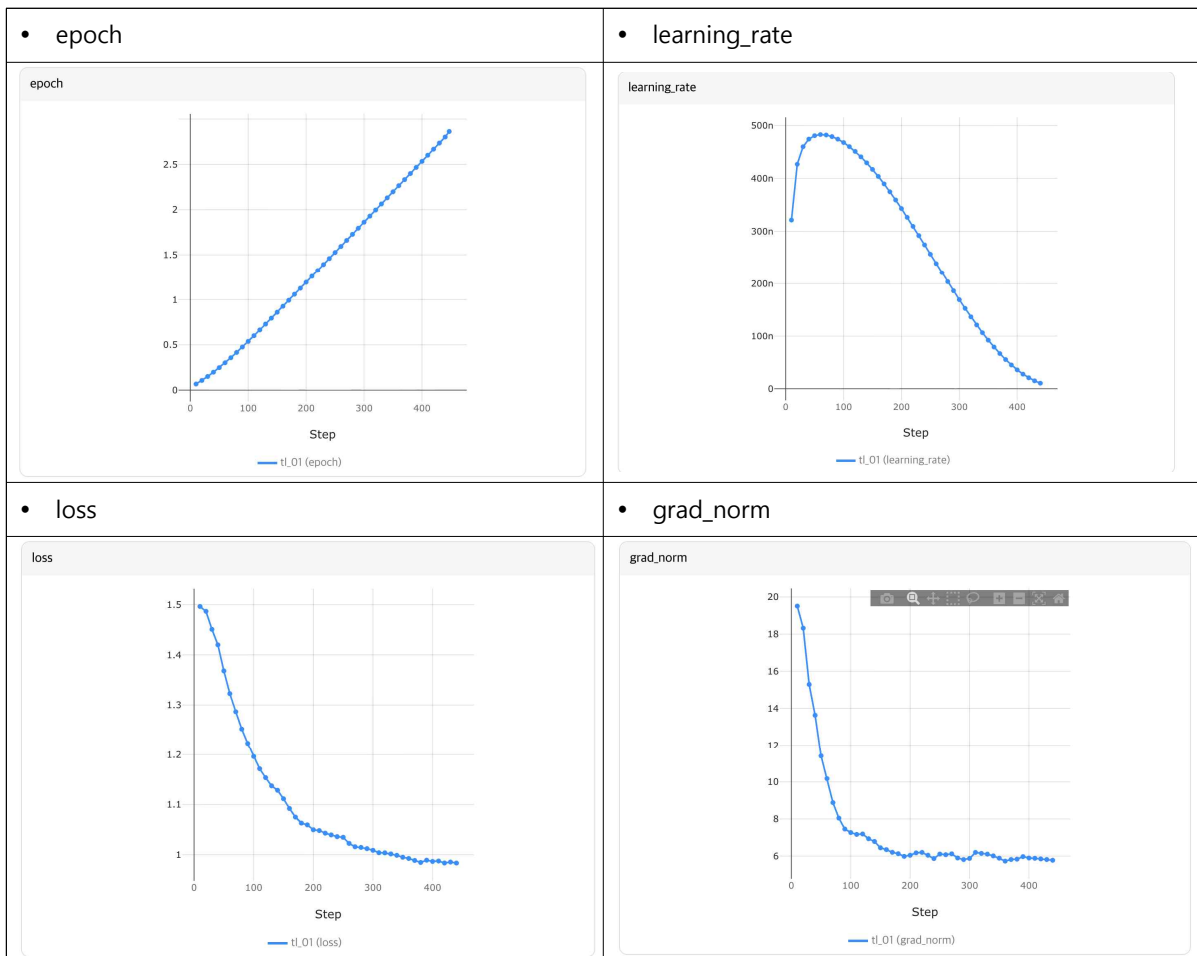 • epoch
• learning_rate
epoch
2.5
2
1.5
1
0.5
0
0 100 200 300 400
Step
tl_01 (epoch)
learning_rate
500n
400n
300n
200n
100n
0
0 100 200 300 400
Step
tl_01 (learning_rate)
• loss
• grad_norm
loss
1.5
1.4
1.3
1.2
1.1
1
0 100 200 300 400
Step
tl_01 (loss)
grad_norm
20
18
16
14
12
10
8
6
0 100 200 300 400
Step
tl_01 (grad_norm)